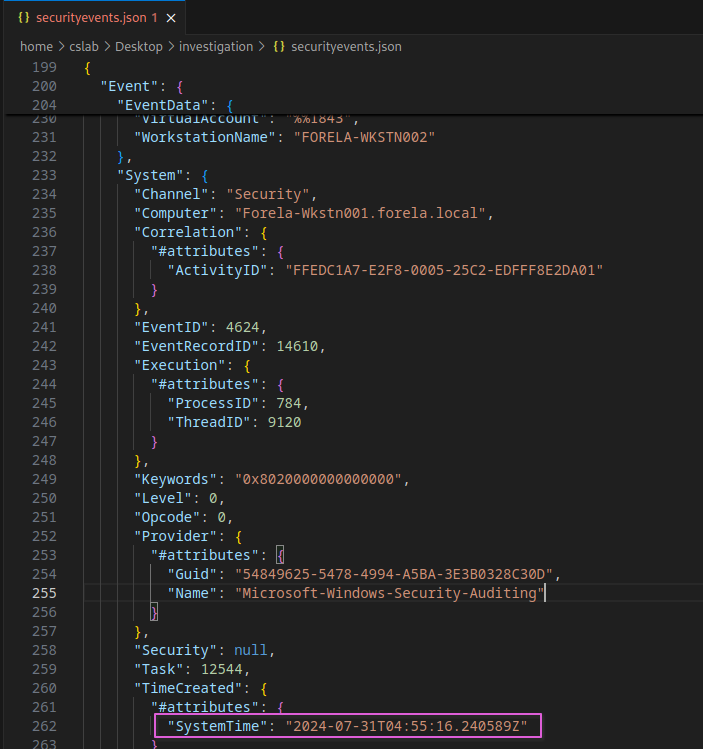 {} securityevents.json 1 ×
home > cslab > Desktop > investigation > {} securityevents.json
199 {
200 "Event": {
204 "EventData": {
230 "VirtualAccount": "%%1843",
231 "WorkstationName": "FORELA-WKSTN002"
232 },
233 "System": {
234 "Channel": "Security",
235 "Computer": "Forela-Wkstn001.forela.local",
236 "Correlation": {
237 "#attributes": {
238 "ActivityID": "FFEDC1A7-E2F8-0005-25C2-EDFFF8E2DA01"
239 }
240 },
241 "EventID": 4624,
242 "EventRecordID": 14610,
243 "Execution": {
244 "#attributes": {
245 "ProcessID": 784,
246 "ThreadID": 9120
247 }
248 },
249 "Keywords": "0x8020000000000000",
250 "Level": 0,
251 "Opcode": 0,
252 "Provider": {
253 "#attributes": {
254 "Guid": "54849625-5478-4994-A5BA-3E3B0328C30D",
255 "Name": "Microsoft-Windows-Security-Auditing"
256 }
257 },
258 "Security": null,
259 "Task": 12544,
260 "TimeCreated": {
261 "#attributes": {
262 "SystemTime": "2024-07-31T04:55:16.240589Z"
263 }